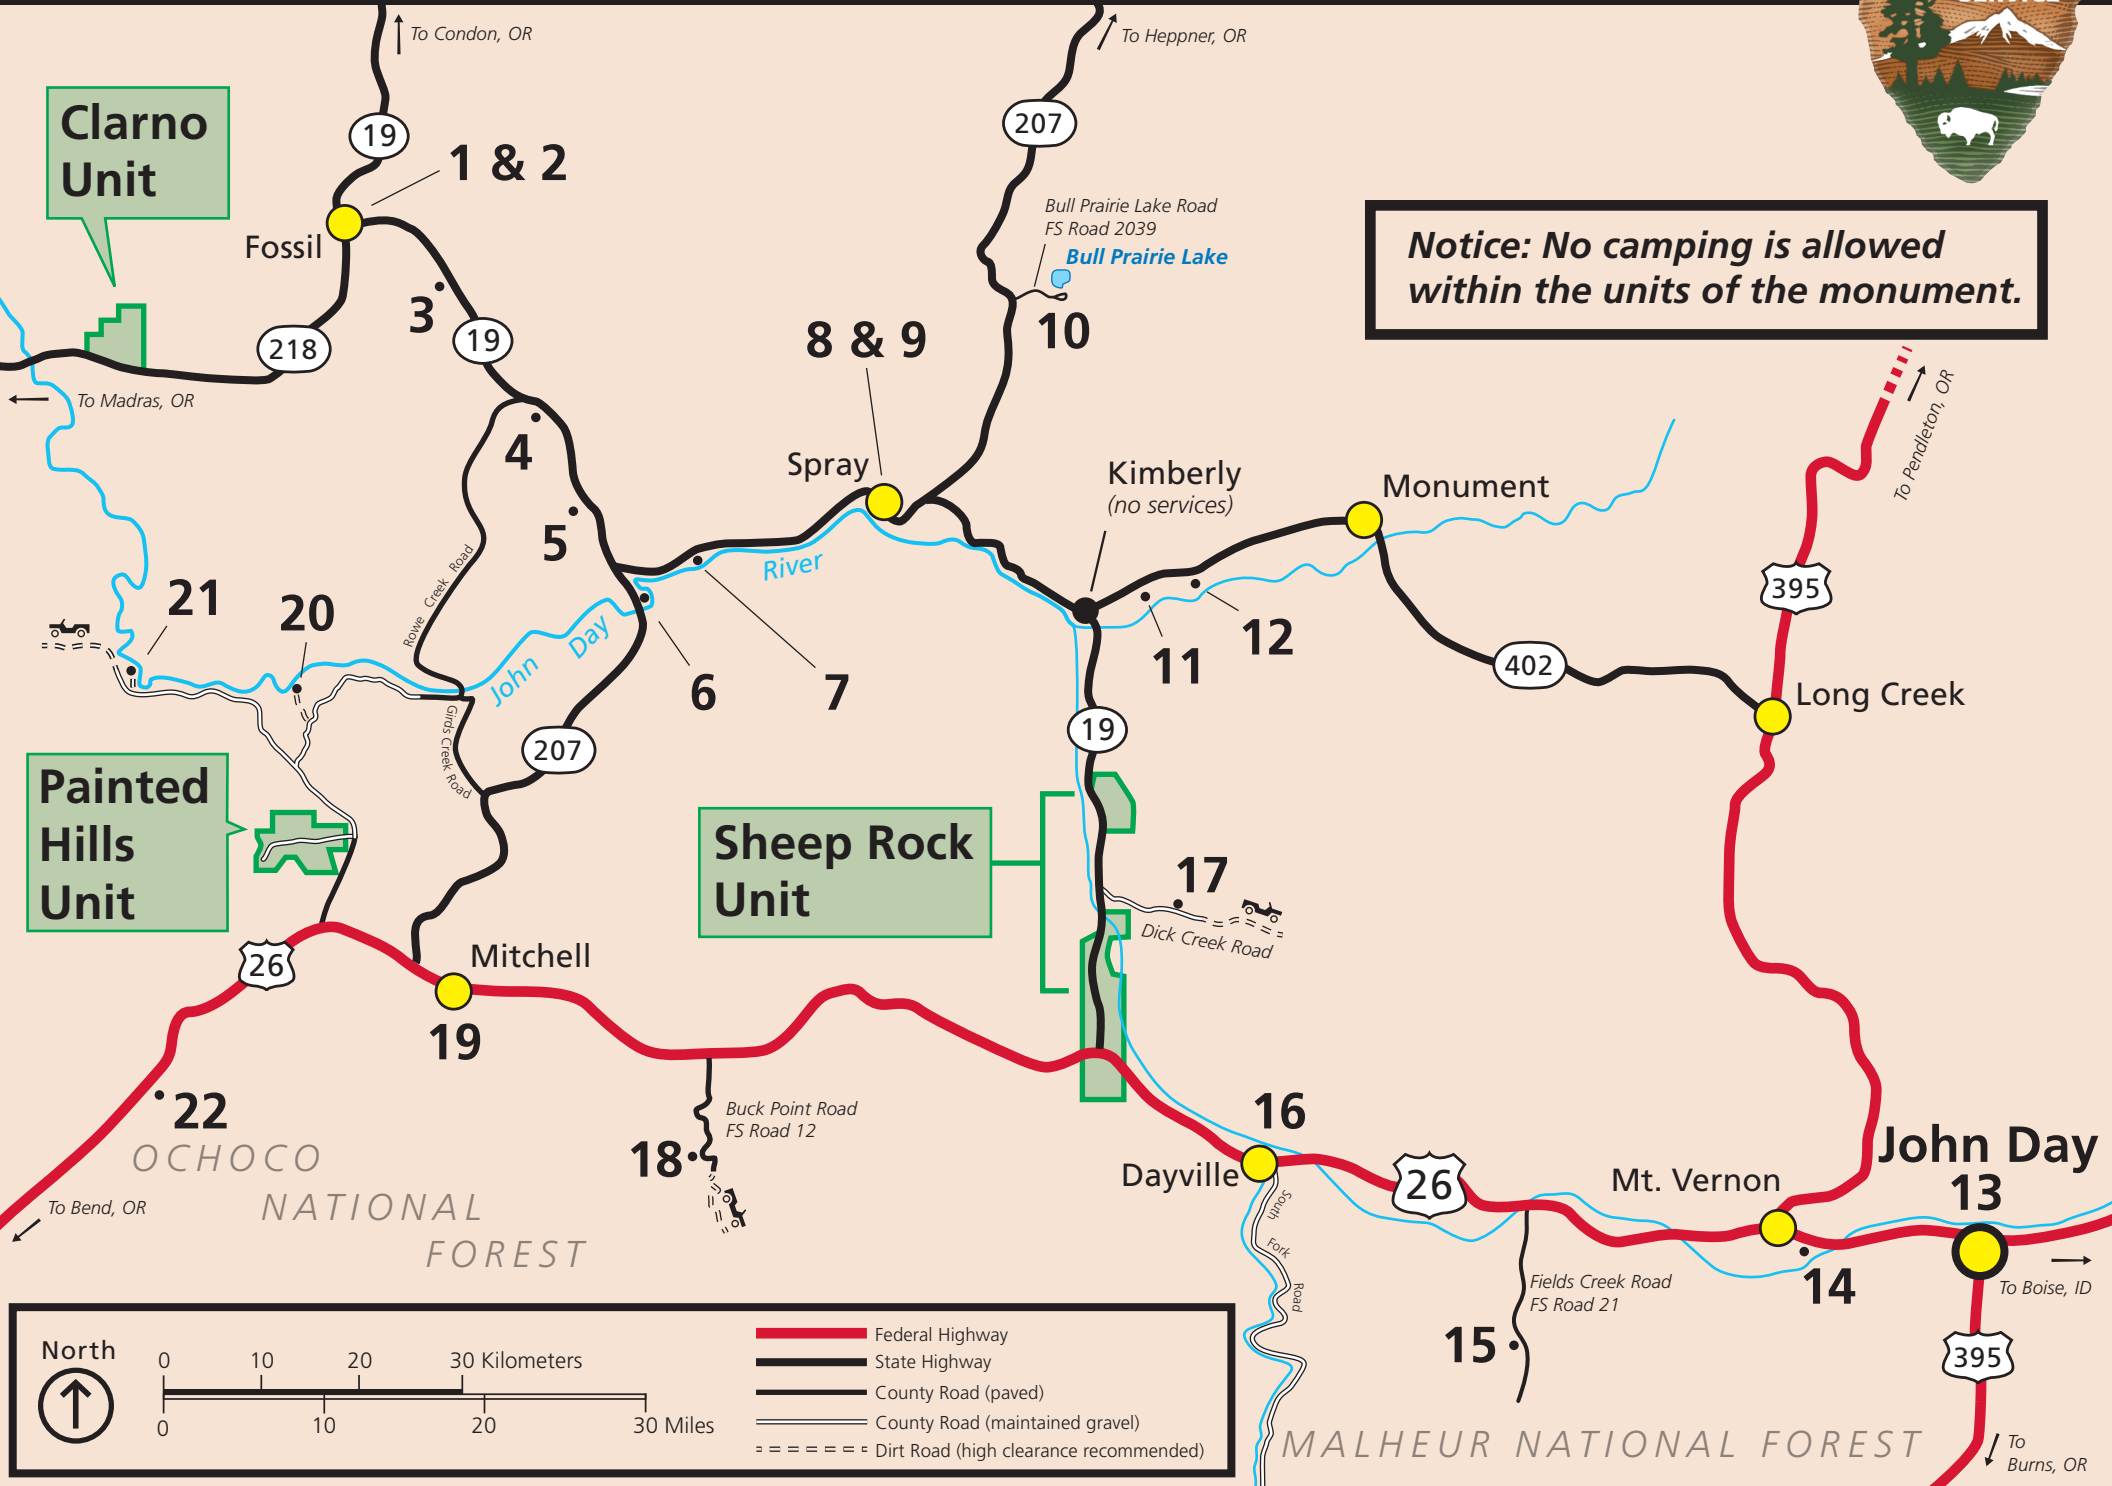 SERVICE
To Condon, OR
To Heppner, OR
Clarno
Unit
19
1 & 2
207
Fossil
Bull Prairie Lake Road
FS Road 2039
Bull Prairie Lake
Notice: No camping is allowed
within the units of the monument.
3
19
218
8 & 9
10
To Madras, OR
To Pendleton, OR
4
Spray
Kimberly
(no services)
Monument
5
River
395
Rowe Creek Road
21
20
John Day
6
7
11
12
402
Long Creek
Girds Creek Road
207
19
Painted
Hills
Unit
Sheep Rock
Unit
17
Dick Creek Road
26
Mitchell
19
22
Buck Point Road
FS Road 12
18
16
Dayville
26
Mt. Vernon
John Day
13
OCHOCO
NATIONAL
FOREST
To Bend, OR
South Fork Road
Fields Creek Road
FS Road 21
14
To Boise, ID
15
395
North
0 10 20 30 Kilometers
0 10 20 30 Miles
Federal Highway
State Highway
County Road (paved)
County Road (maintained gravel)
Dirt Road (high clearance recommended)
MALHEUR NATIONAL FOREST
To
Burns, OR